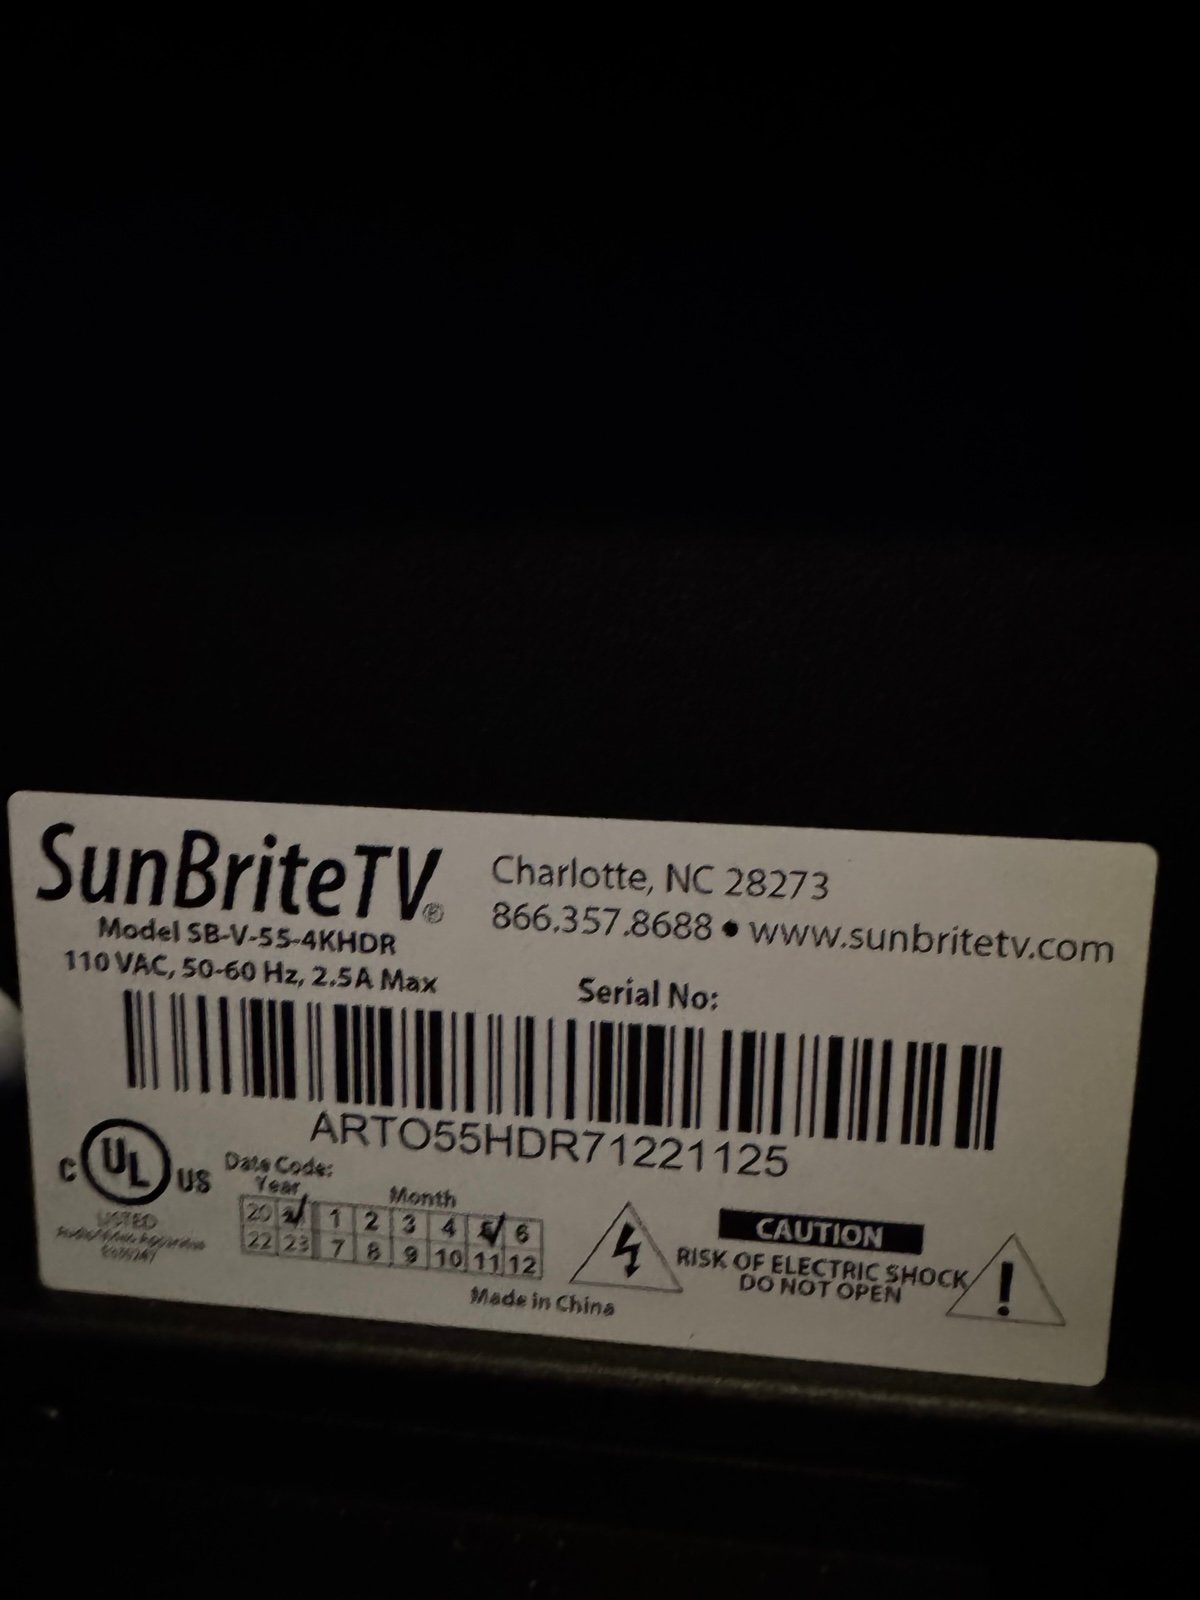 SunBriteTV®
Charlotte, NC 28273
866.357.8688 • www.sunbritetv.com
Model SB-V-55-4KHDR
110 VAC, 50-60 Hz, 2.5A Max
Serial No:
ARTO55HDR71221125
C UL US
LISTED
Date Code:
Year Month
20 21 1 2 3 4 5 6
22 23 7 8 9 10 11 12
Made in China
CAUTION
RISK OF ELECTRIC SHOCK
DO NOT OPEN